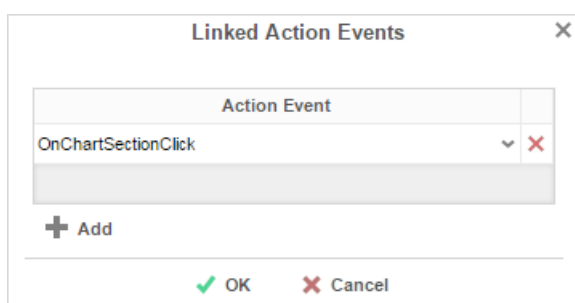 Linked Action Events
Action Event
OnChartSectionClick
Add
OK Cancel